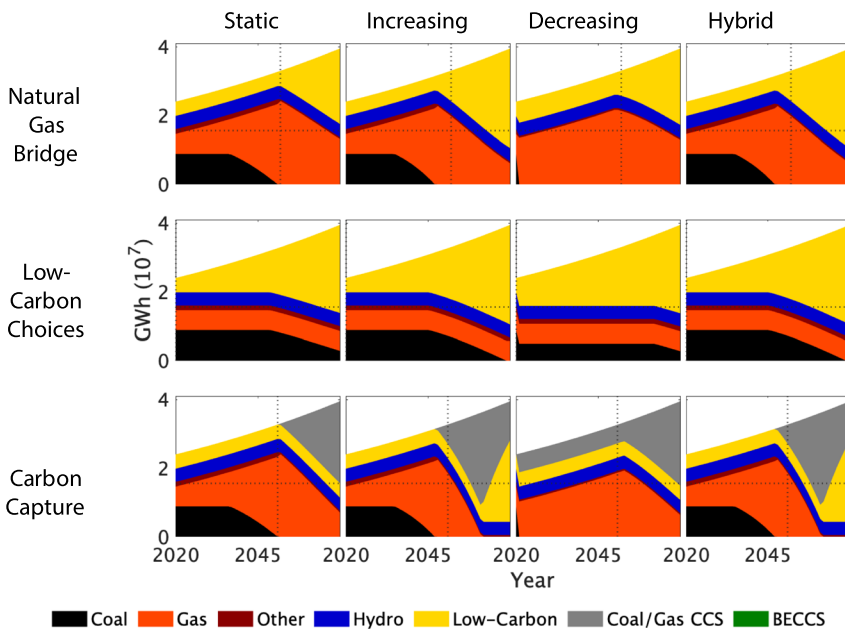 Static Increasing Decreasing Hybrid
Natural
Gas
Bridge
4
2
0
Low-
Carbon
Choices
4
2
0
GWh (10⁷)
Carbon
Capture
4
2
0
2020 2045 2020 2045 2020 2045 2020 2045
Year
Coal Gas Other Hydro Low-Carbon Coal/Gas CCS BECCS